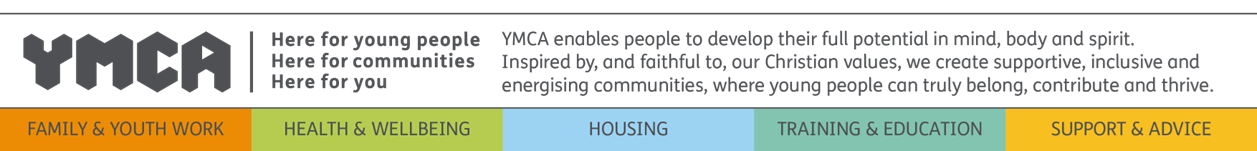 YMCA
Here for young people
Here for communities
Here for you
YMCA enables people to develop their full potential in mind, body and spirit.
Inspired by, and faithful to, our Christian values, we create supportive, inclusive and
energising communities, where young people can truly belong, contribute and thrive.
FAMILY & YOUTH WORK
HEALTH & WELLBEING
HOUSING
TRAINING & EDUCATION
SUPPORT & ADVICE